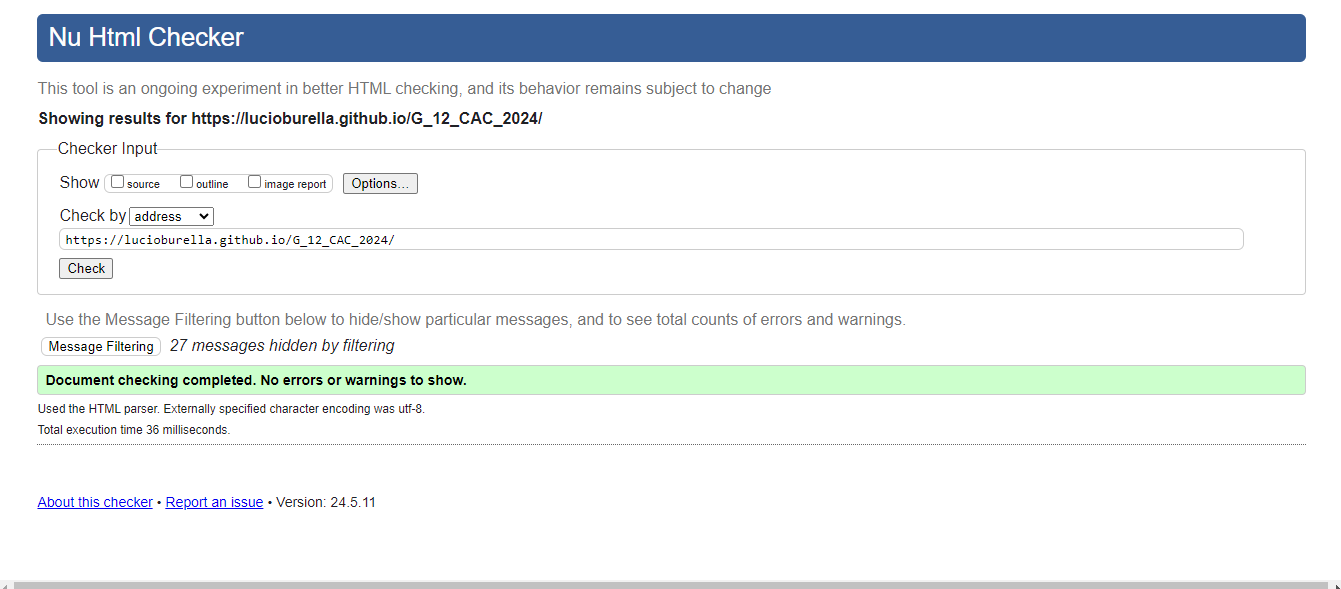 Nu Html Checker
This tool is an ongoing experiment in better HTML checking, and its behavior remains subject to change
Showing results for https://lucioburella.github.io/G_12_CAC_2024/
Checker Input
Show source outline image report Options...
Check by address
https://lucioburella.github.io/G_12_CAC_2024/
Check
Use the Message Filtering button below to hide/show particular messages, and to see total counts of errors and warnings.
Message Filtering 27 messages hidden by filtering
Document checking completed. No errors or warnings to show.
Used the HTML parser. Externally specified character encoding was utf-8.
Total execution time 36 milliseconds.
About this checker • Report an issue • Version: 24.5.11